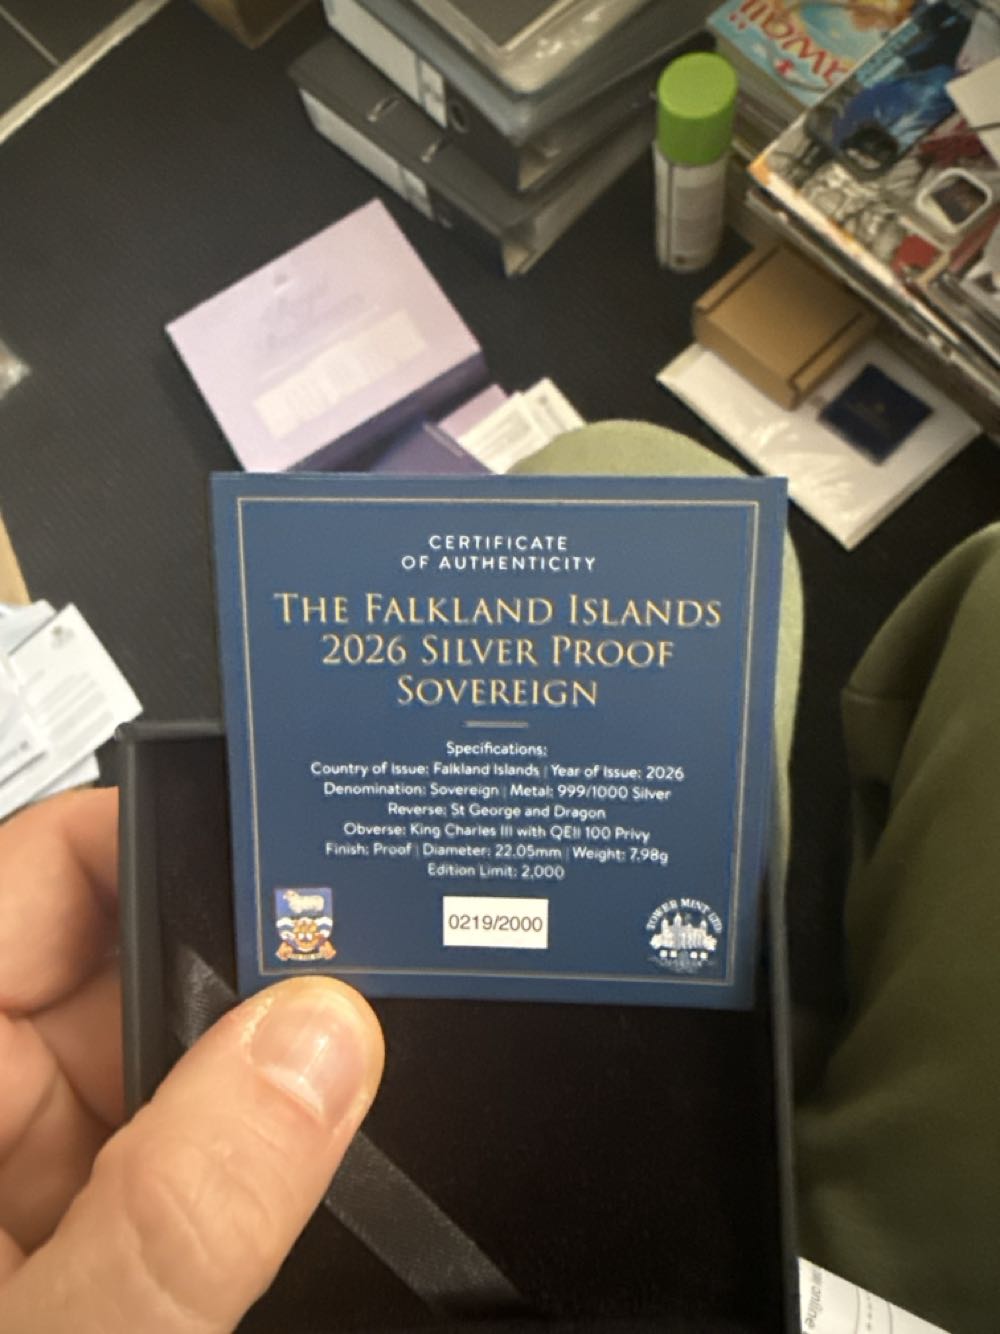 CERTIFICATE
OF AUTHENTICITY
THE FALKLAND ISLANDS
2026 SILVER PROOF
SOVEREIGN
Specifications:
Country of Issue: Falkland Islands | Year of Issue: 2026
Denomination: Sovereign | Metal: 999/1000 Silver
Reverse: St George and Dragon
Obverse: King Charles III with QEII 100 Privy
Finish: Proof | Diameter: 22.05mm | Weight: 7.98g
Edition Limit: 2,000
0219/2000
TOWER MINT LTD